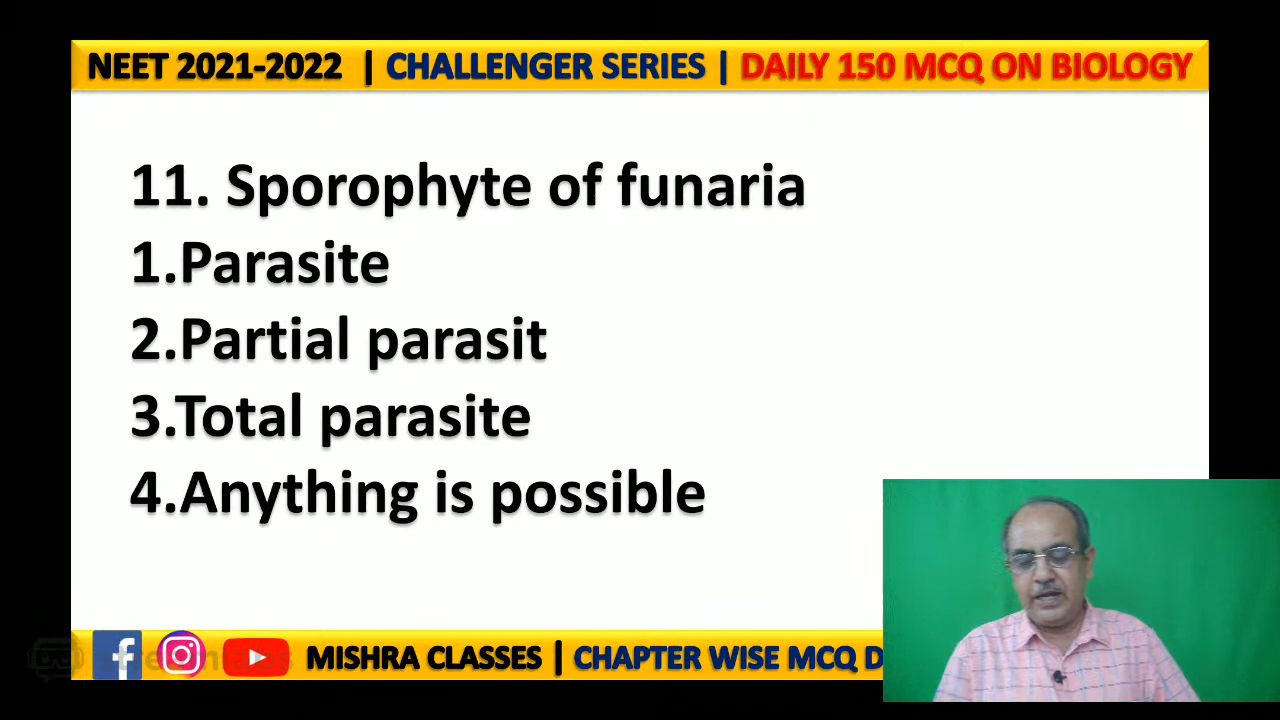 NEET 2021-2022 | CHALLENGER SERIES | DAILY 150 MCQ ON BIOLOGY
11. Sporophyte of funaria
1.Parasite
2.Partial parasit
3.Total parasite
4.Anything is possible
MISHRA CLASSES | CHAPTER WISE MCQ D